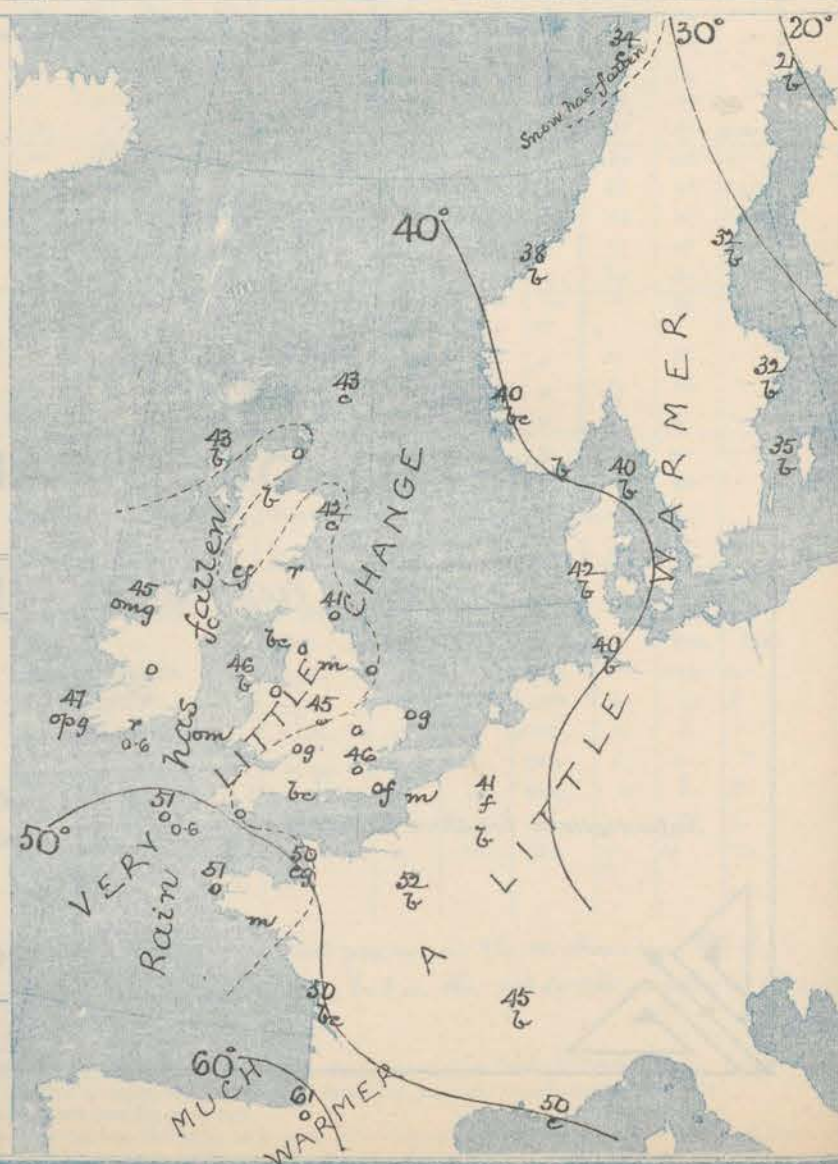 34
30°
20°
21
b
Snow has fallen
40°
38
b
32
b
WARMER
43
c
40
bc
32
b
43
b
o
b
40
b
35
b
b
42
o
CHANGE
45
omg
has fallen
r
c
41
o
42
b
o
46
b
bc
o
o
m
o
40
b
47
opg
r
0.6
om
LITTLE
45
o
o
og
og
46
o
bc
of
m
41
f
b
LITTLE
50°
51
o
0.6
o
VERY
Rain
51
o
50
52
b
m
A
50
bc
45
b
60°
MUCH
61
o
WARMER
50
c